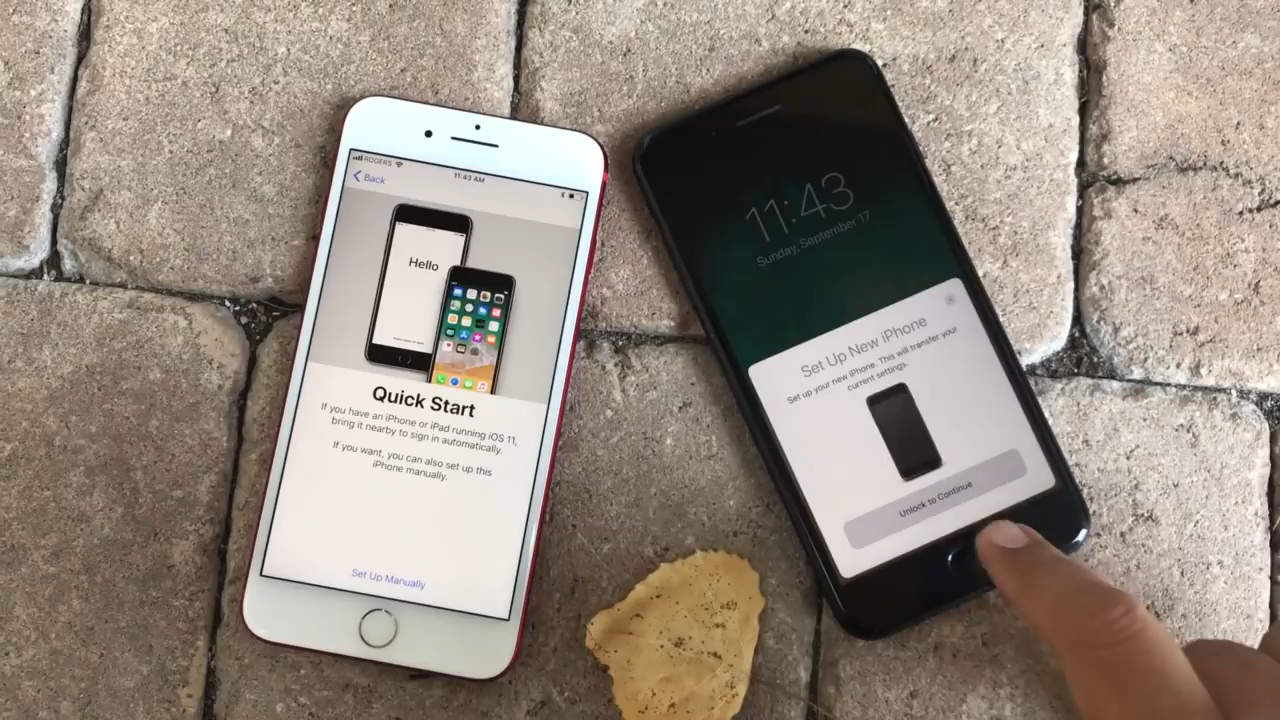 ROGERS
11:43 AM
Back
Hello
Quick Start
If you have an iPhone or iPad running iOS 11,
bring it nearby to sign in automatically.
If you want, you can also set up this
iPhone manually.
Set Up Manually
11:43
Sunday, September 17
Set Up New iPhone
Set up your new iPhone. This will transfer your
current settings.
Unlock to Continue